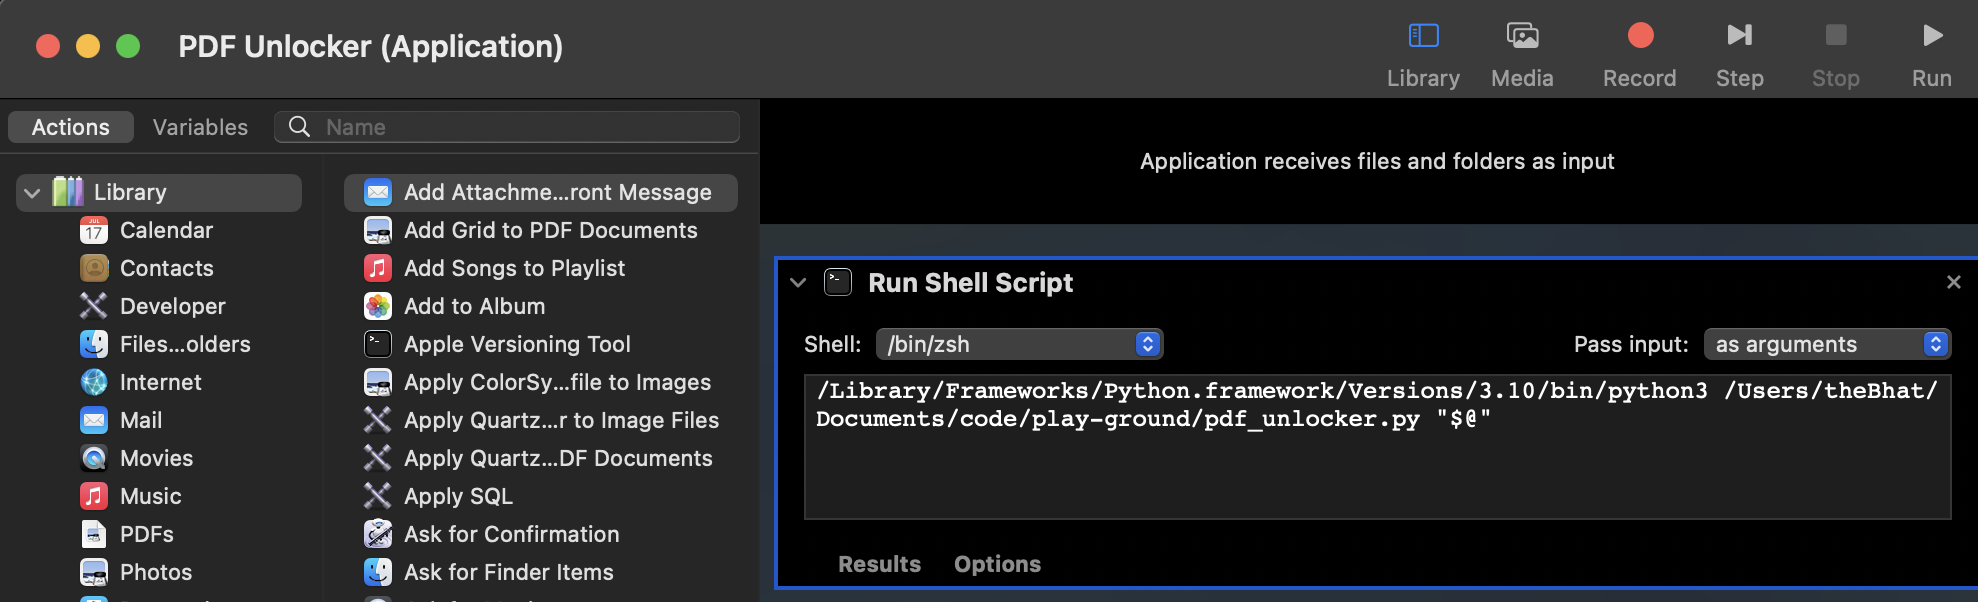 PDF Unlocker (Application)
Library
Media
Record
Step
Stop
Run
Actions
Variables
Name
Library
Calendar
JUL
17
Contacts
Developer
Files...olders
Internet
Mail
Movies
Music
PDFs
Photos
Add Attachme...ront Message
Add Grid to PDF Documents
Add Songs to Playlist
Add to Album
Apple Versioning Tool
Apply ColorSy...file to Images
Apply Quartz...r to Image Files
Apply Quartz...DF Documents
Apply SQL
Ask for Confirmation
Ask for Finder Items
Application receives files and folders as input
Run Shell Script
Shell: /bin/zsh
Pass input: as arguments
/Library/Frameworks/Python.framework/Versions/3.10/bin/python3 /Users/theBhat/
Documents/code/play-ground/pdf_unlocker.py "$@"
Results
Options